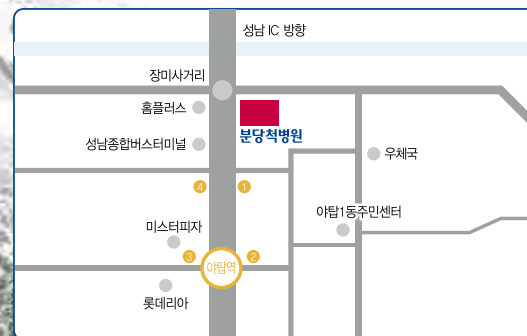 성남 IC 방향
장미사거리
홈플러스
분당척병원
성남종합버스터미널
우체국
4
1
야탑1동주민센터
미스터피자
3
야탑역
2
롯데리아